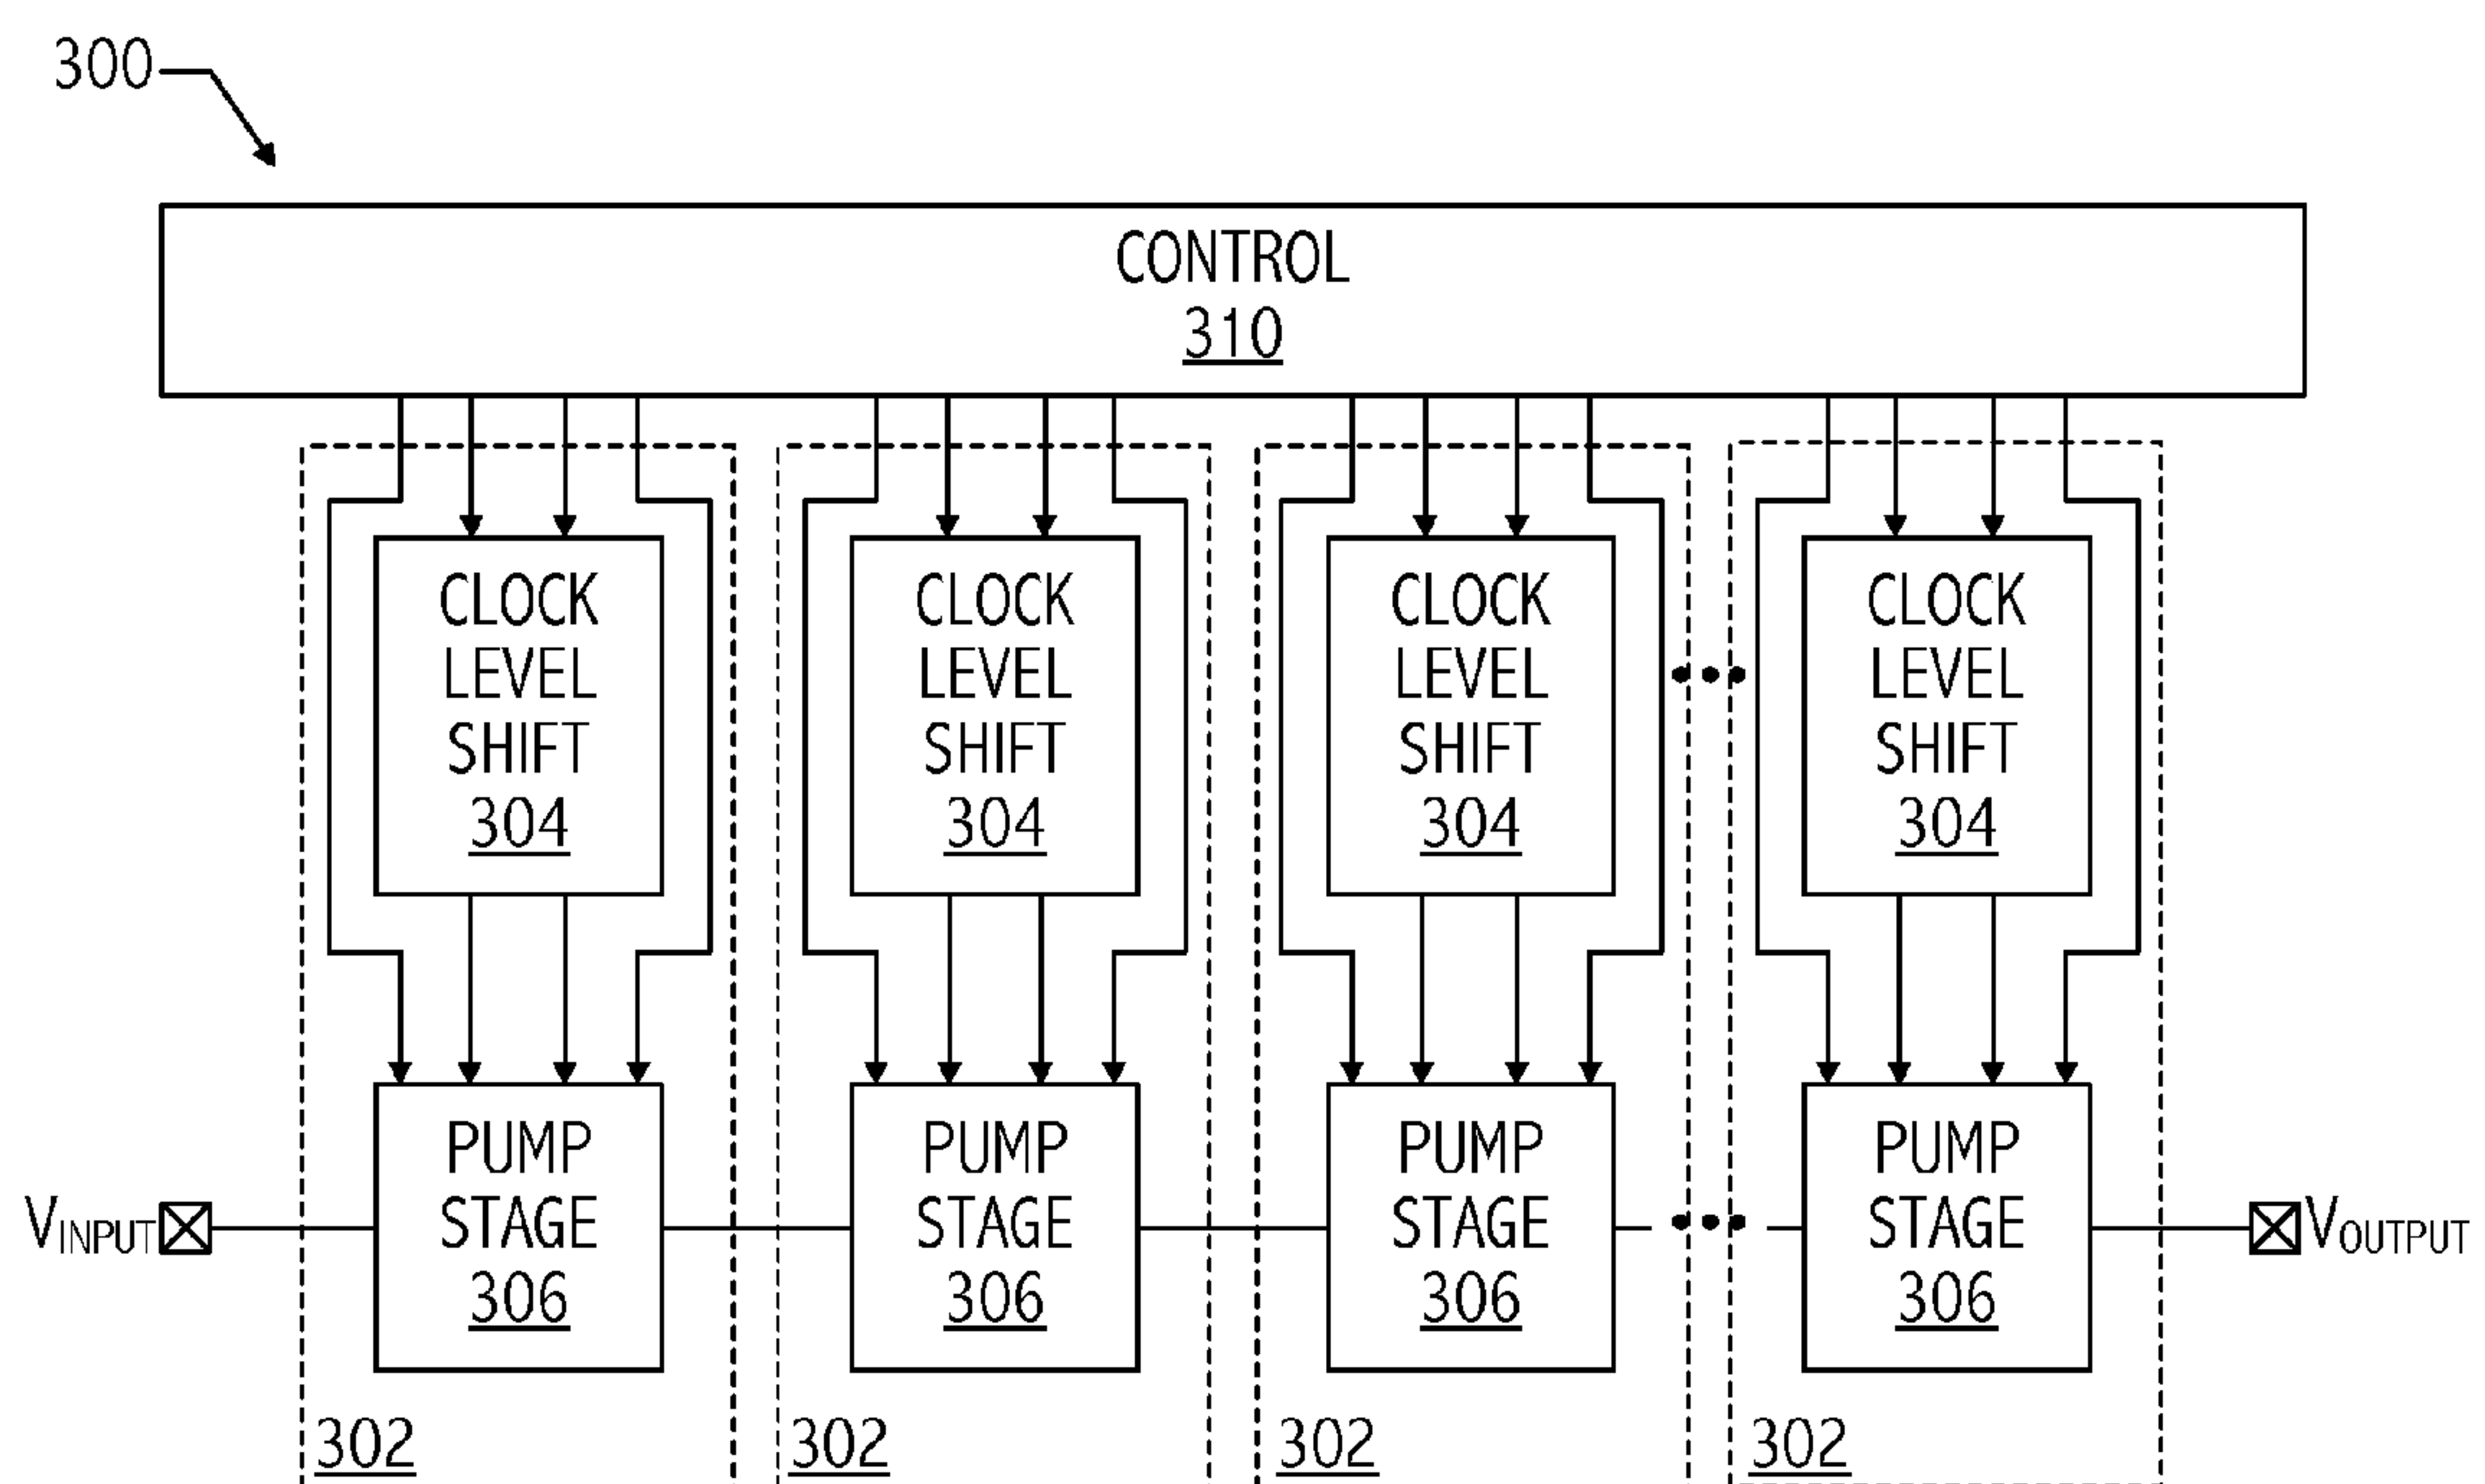 300
CONTROL
310
CLOCK
LEVEL
SHIFT
304
CLOCK
LEVEL
SHIFT
304
CLOCK
LEVEL
SHIFT
304
CLOCK
LEVEL
SHIFT
304
VINPUT
PUMP
STAGE
306
PUMP
STAGE
306
PUMP
STAGE
306
PUMP
STAGE
306
VOUTPUT
302
302
302
302